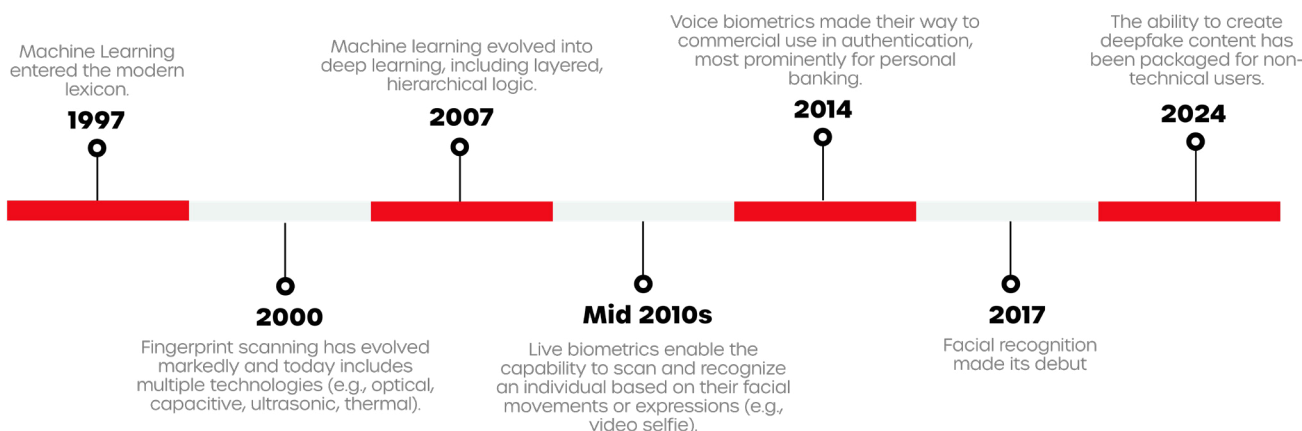 Machine Learning
entered the modern
lexicon.
1997
Machine learning evolved into
deep learning, including layered,
hierarchical logic.
2007
Voice biometrics made their way to
commercial use in authentication,
most prominently for personal
banking.
2014
The ability to create
deepfake content has
been packaged for non-
technical users.
2024
2000
Fingerprint scanning has evolved
markedly and today includes
multiple technologies (e.g., optical,
capacitive, ultrasonic, thermal).
Mid 2010s
Live biometrics enable the
capability to scan and recognize
an individual based on their facial
movements or expressions (e.g.,
video selfie).
2017
Facial recognition
made its debut